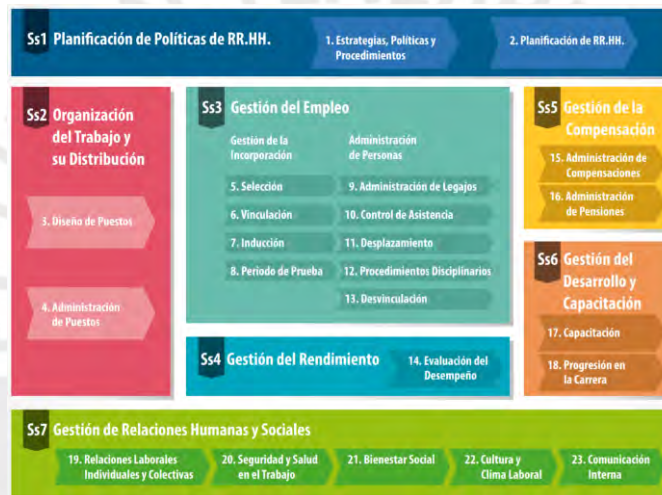 Ss1 Planificación de Políticas de RR.HH.
1. Estrategias, Políticas y
Procedimientos
2. Planificación de RR.HH.
Ss2 Organización
del Trabajo y
su Distribución
3. Diseño de Puestos
4. Administración
de Puestos
Ss3 Gestión del Empleo
Gestión de la
Incorporación
5. Selección
6. Vinculación
7. Inducción
8. Periodo de Prueba
Administración
de Personas
9. Administración de Legajos
10. Control de Asistencia
11. Desplazamiento
12. Procedimientos Disciplinarios
13. Desvinculación
Ss4 Gestión del Rendimiento
14. Evaluación del
Desempeño
Ss5 Gestión de la
Compensación
15. Administración de
Compensaciones
16. Administración
de Pensiones
Ss6 Gestión del
Desarrollo y
Capacitación
17. Capacitación
18. Progresión en
la Carrera
Ss7 Gestión de Relaciones Humanas y Sociales
19. Relaciones Laborales
Individuales y Colectivas
20. Seguridad y Salud
en el Trabajo
21. Bienestar Social
22. Cultura y
Clima Laboral
23. Comunicación
Interna